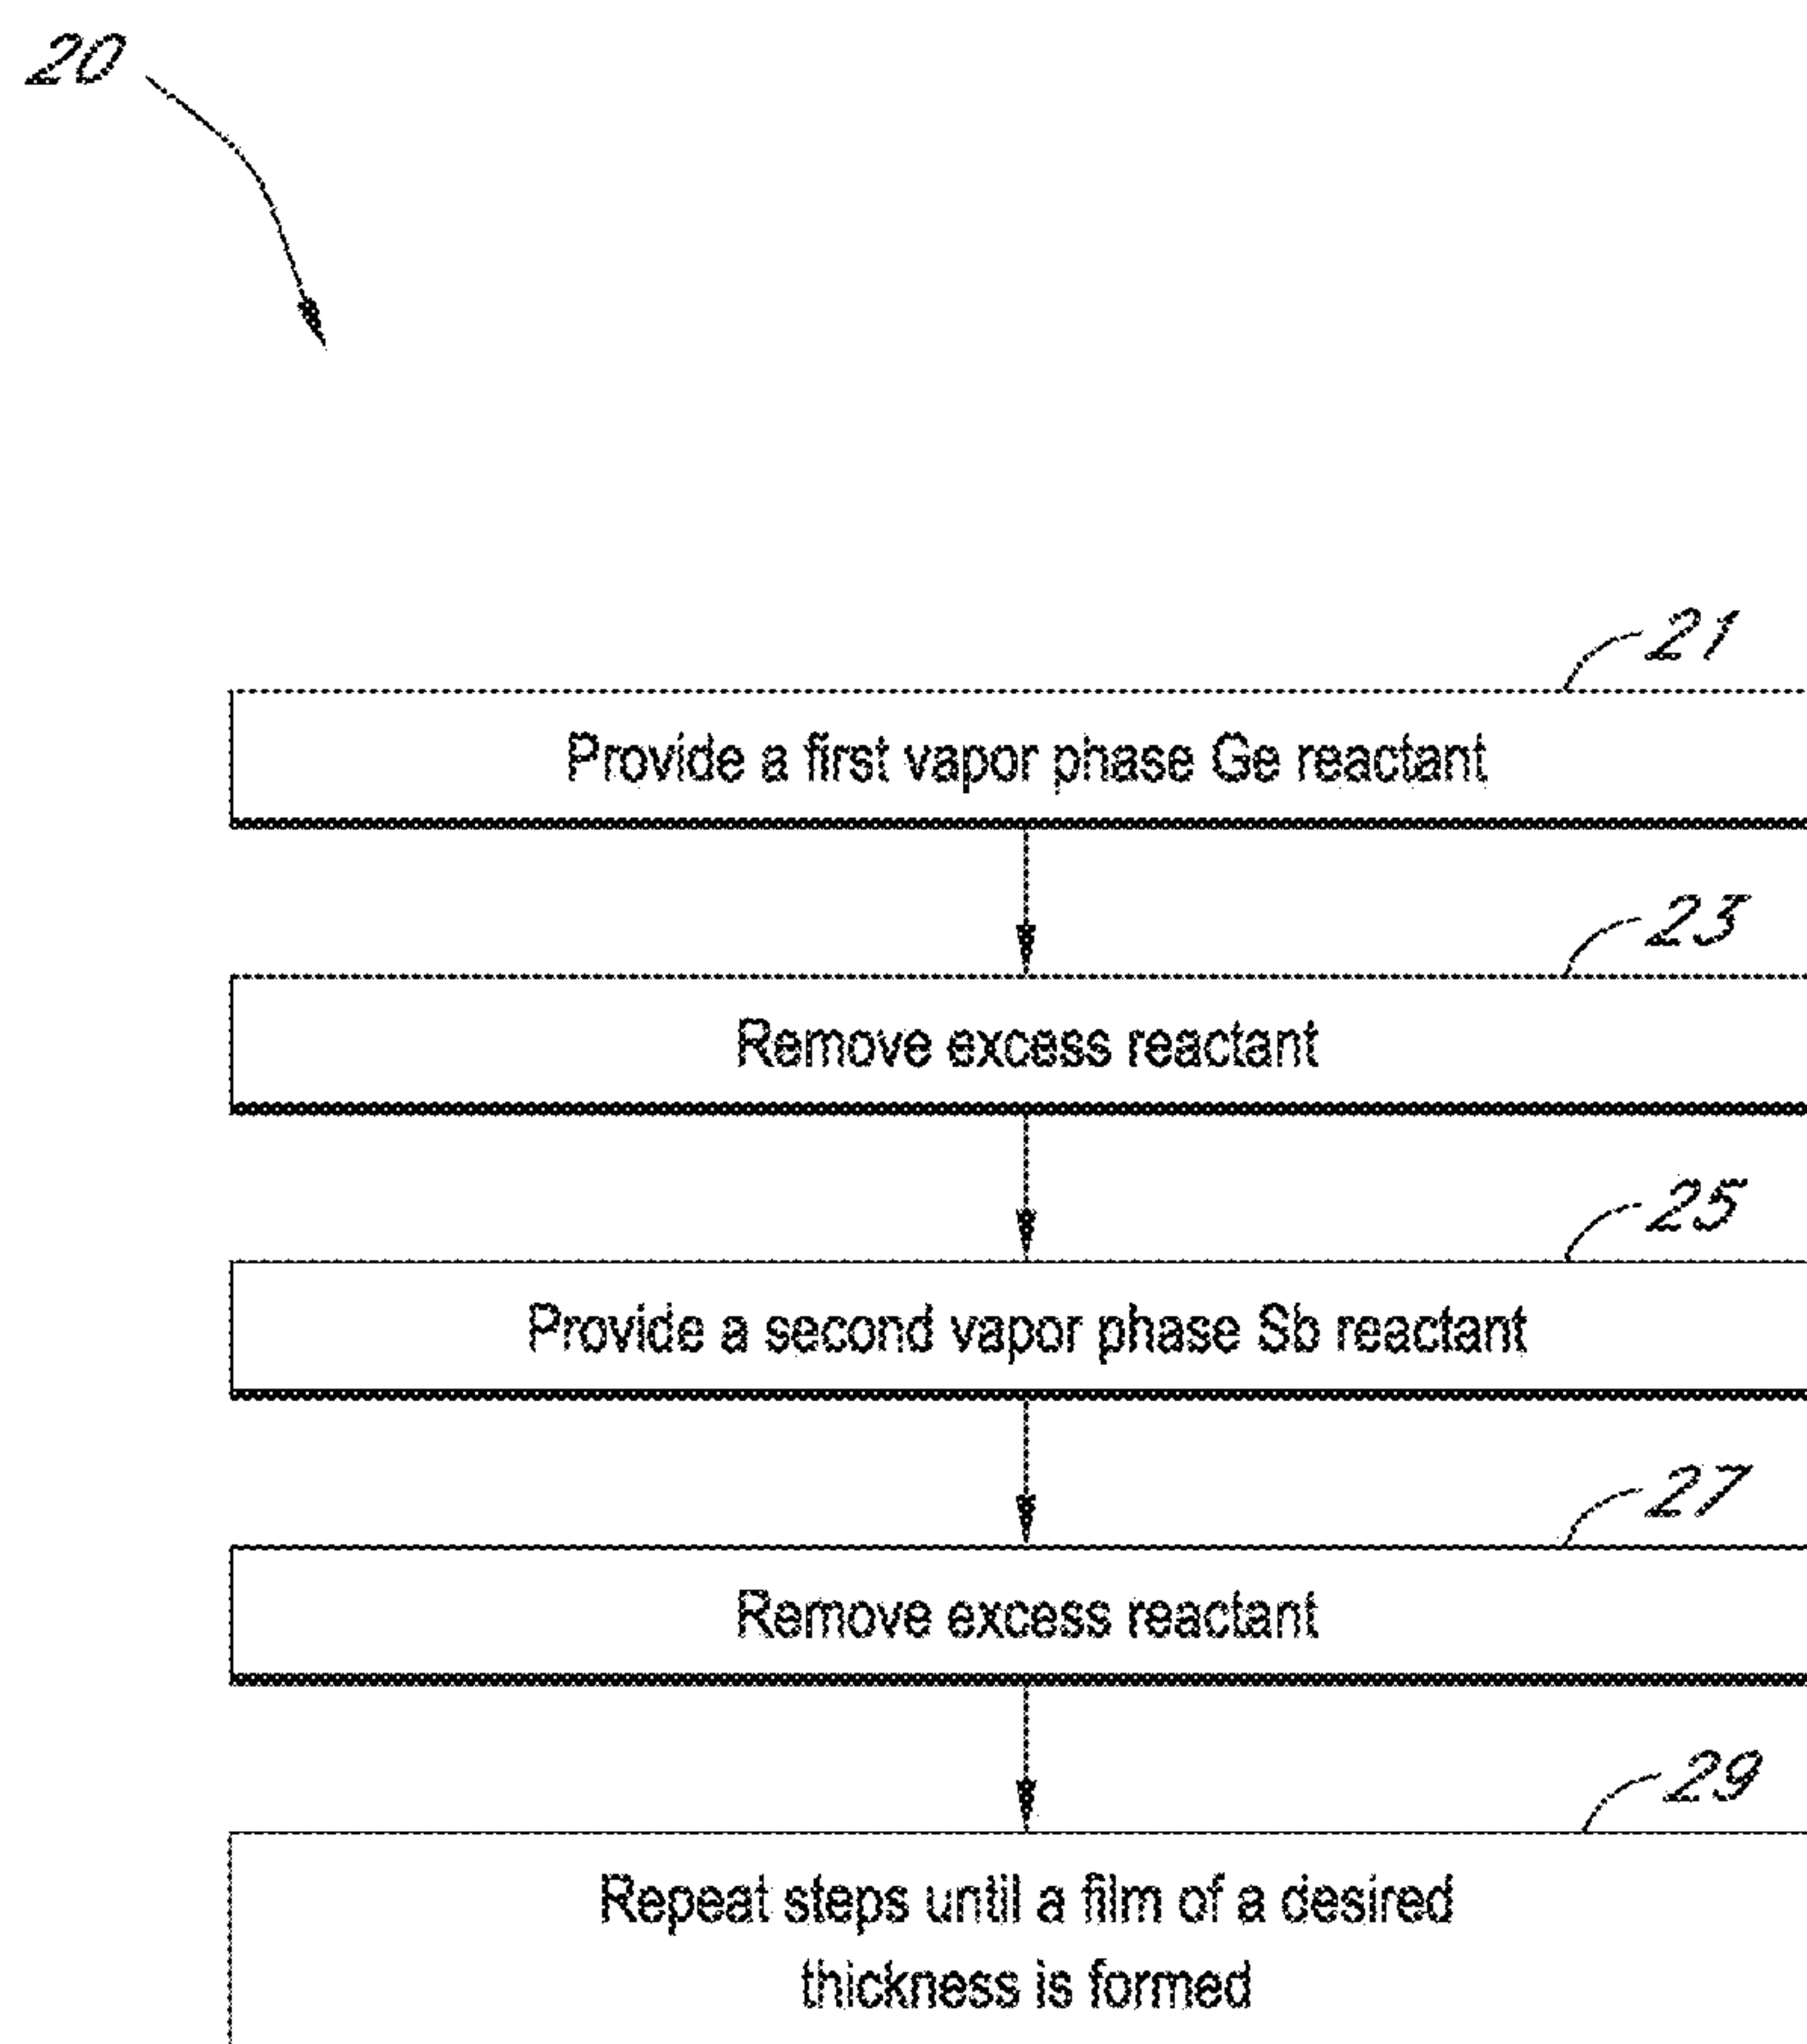 20
21
Provide a first vapor phase Ge reactant
23
Remove excess reactant
25
Provide a second vapor phase Sb reactant
27
Remove excess reactant
29
Repeat steps until a film of a desired
thickness is formed